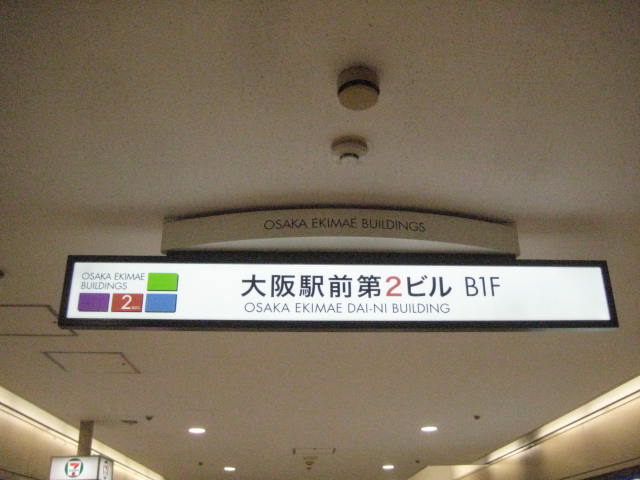 OSAKA EKIMAE BUILDINGS
OSAKA EKIMAE
BUILDINGS
2
大阪駅前第2ビル B1F
OSAKA EKIMAE DAI-NI BUILDING
7